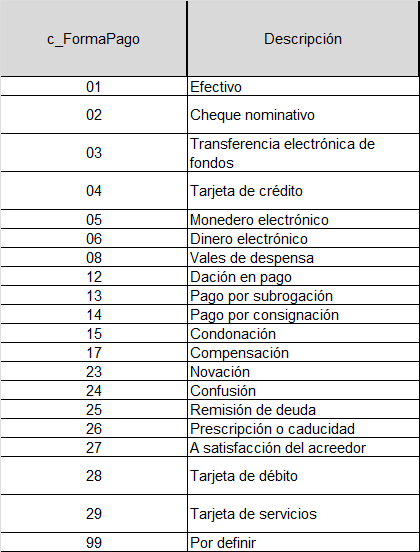 c_FormaPago Descripción
01 Efectivo
02 Cheque nominativo
03 Transferencia electrónica de
fondos
04 Tarjeta de crédito
05 Monedero electrónico
06 Dinero electrónico
08 Vales de despensa
12 Dación en pago
13 Pago por subrogación
14 Pago por consignación
15 Condonación
17 Compensación
23 Novación
24 Confusión
25 Remisión de deuda
26 Prescripción o caducidad
27 A satisfacción del acreedor
28 Tarjeta de débito
29 Tarjeta de servicios
99 Por definir